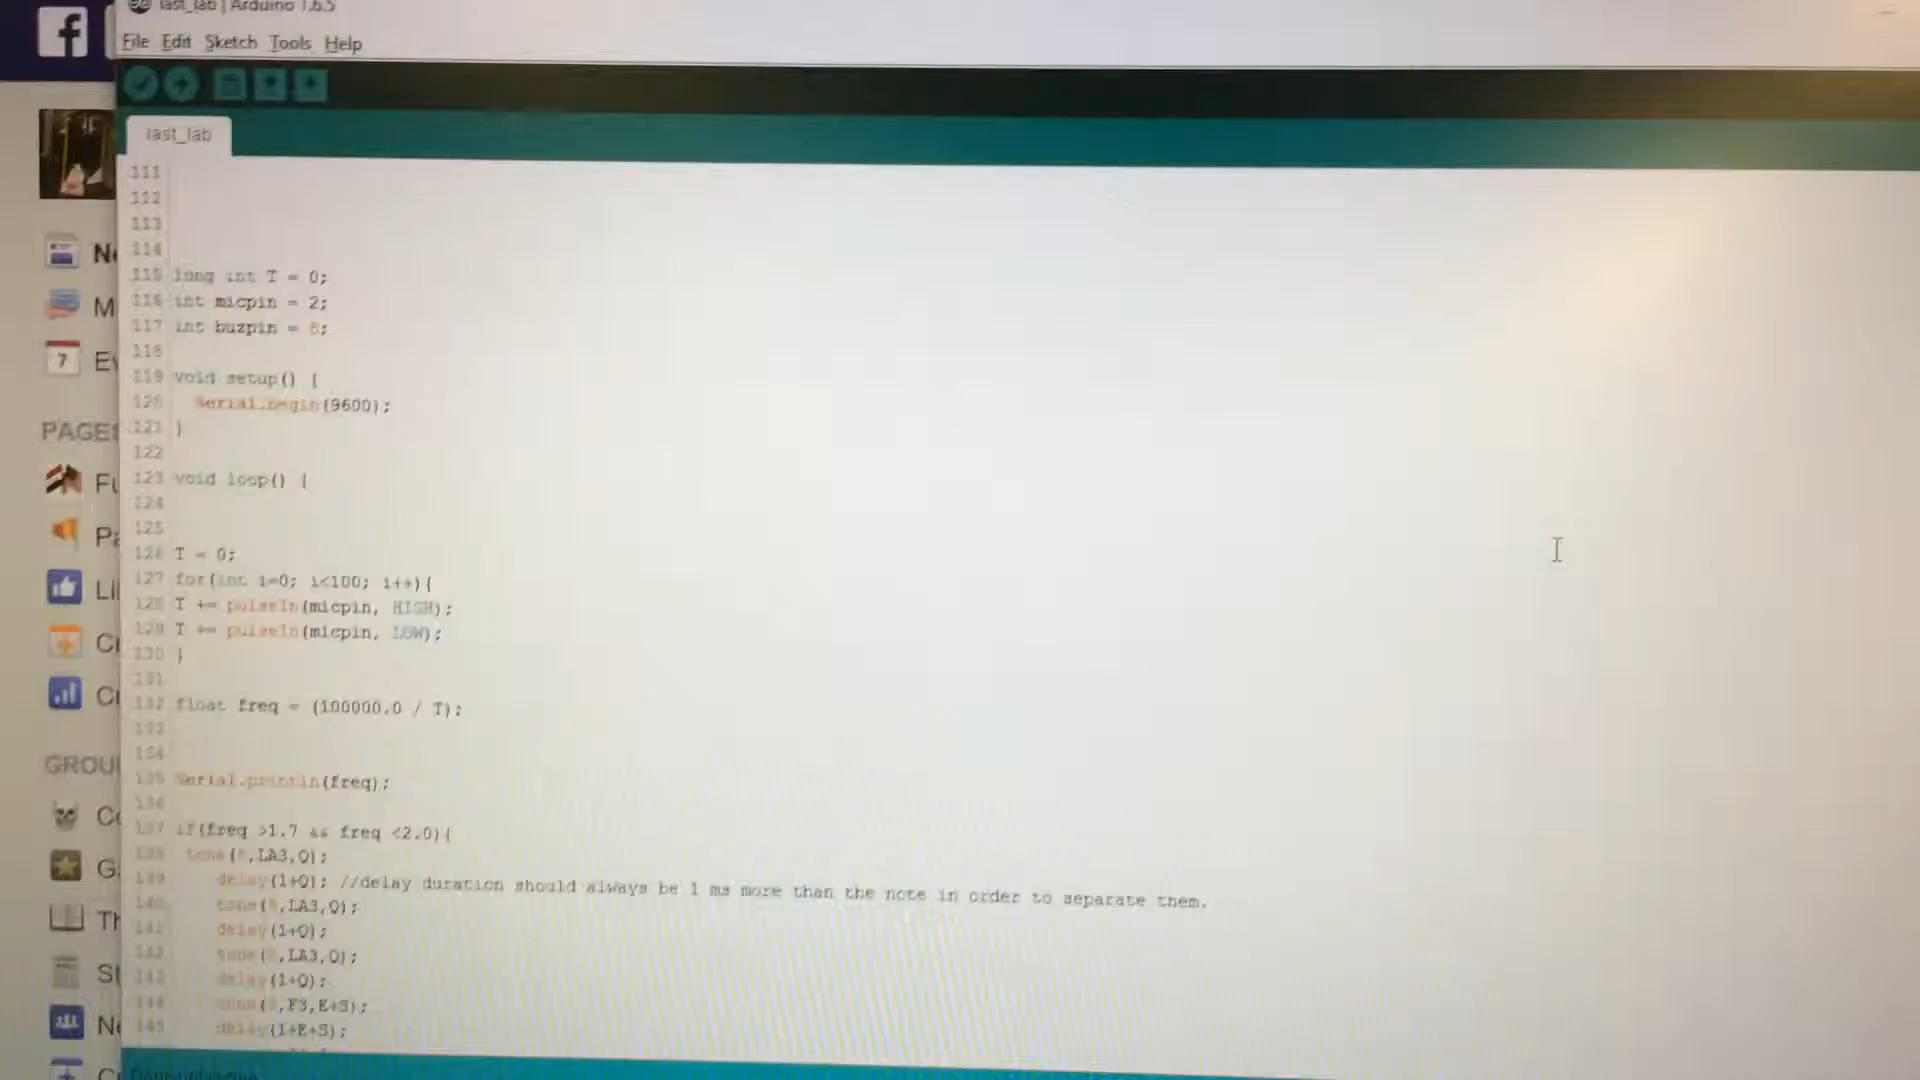 last_lab | Arduino 1.6.5
File Edit Sketch Tools Help
last_lab
111
112
113
114
115 long int T = 0;
116 int micpin = 2;
117 int buzpin = 8;
118
119 void setup() {
120 Serial.begin(9600);
121 }
122
123 void loop() {
124
125
126 T = 0;
127 for(int i=0; i<100; i++){
128 T += pulseIn(micpin, HIGH);
129 T += pulseIn(micpin, LOW);
130 }
131
132 float freq = (100000.0 / T);
133
134
135 Serial.println(freq);
136
137 if(freq >1.7 && freq <2.0){
138 tone(8,LA3,Q);
139 delay(1+Q); //delay duration should always be 1 ms more than the note in order to separate them.
140 tone(8,LA3,Q);
141 delay(1+Q);
142 tone(8,LA3,Q);
143 delay(1+Q);
144 tone(8,F3,E+S);
145 delay(1+E+S);
Done uploading
f
Ne
M
7 Ev
PAGES
Fu
Pa
Li
Cr
Cr
GROU
Co
Ga
Th
St
Ne
Cr